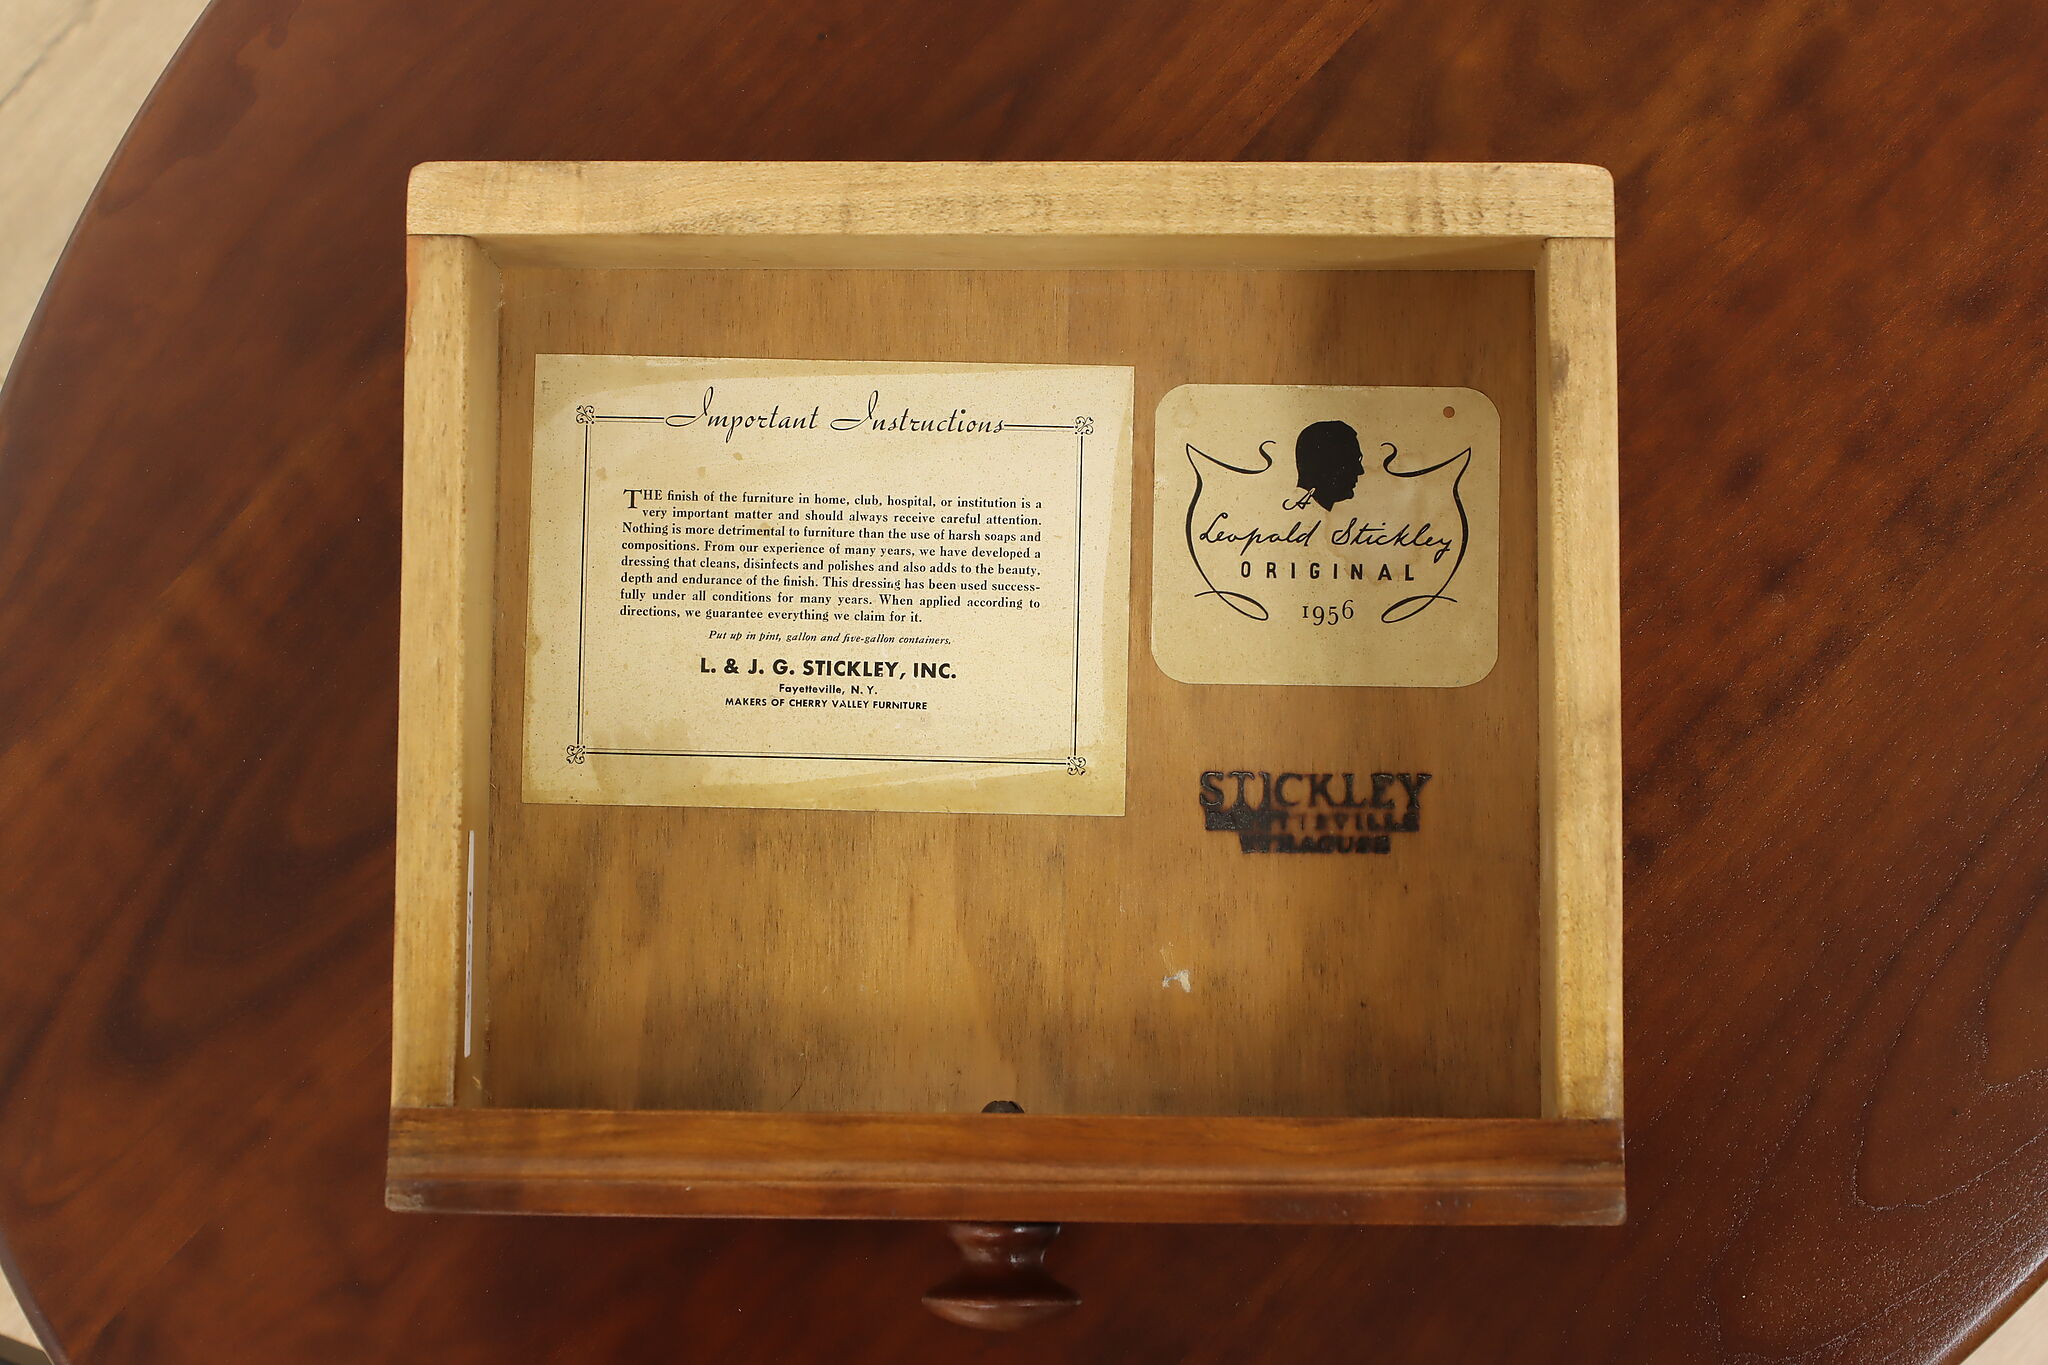 Important Instructions
THE finish of the furniture in home, club, hospital, or institution is a
very important matter and should always receive careful attention.
Nothing is more detrimental to furniture than the use of harsh soaps and
compositions. From our experience of many years, we have developed a
dressing that cleans, disinfects and polishes and also adds to the beauty,
depth and endurance of the finish. This dressing has been used success-
fully under all conditions for many years. When applied according to
directions, we guarantee everything we claim for it.
Put up in pint, gallon and five-gallon containers.
L. & J. G. STICKLEY, INC.
Fayetteville, N. Y.
MAKERS OF CHERRY VALLEY FURNITURE
A
Leopold Stickley
ORIGINAL
1956
STICKLEY
FAYETTEVILLE
SYRACUSE